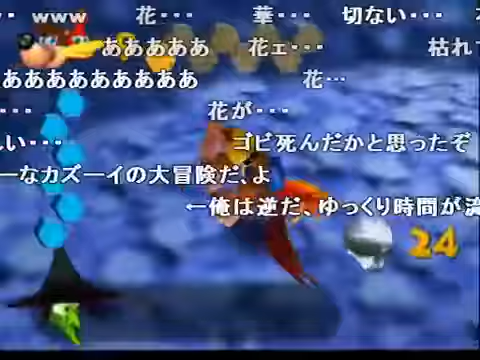 www 花･･･ 華･･･ 切ない･･･
あああああ 花ェ･･･ 枯れ
ああああああああああ 花…
･･･ 花が･･･
い･･･ ゴビ死んだかと思ったぞ
ーなカズーイの大冒険だ､よ
←俺は逆だ､ゆっくり時間が流
24